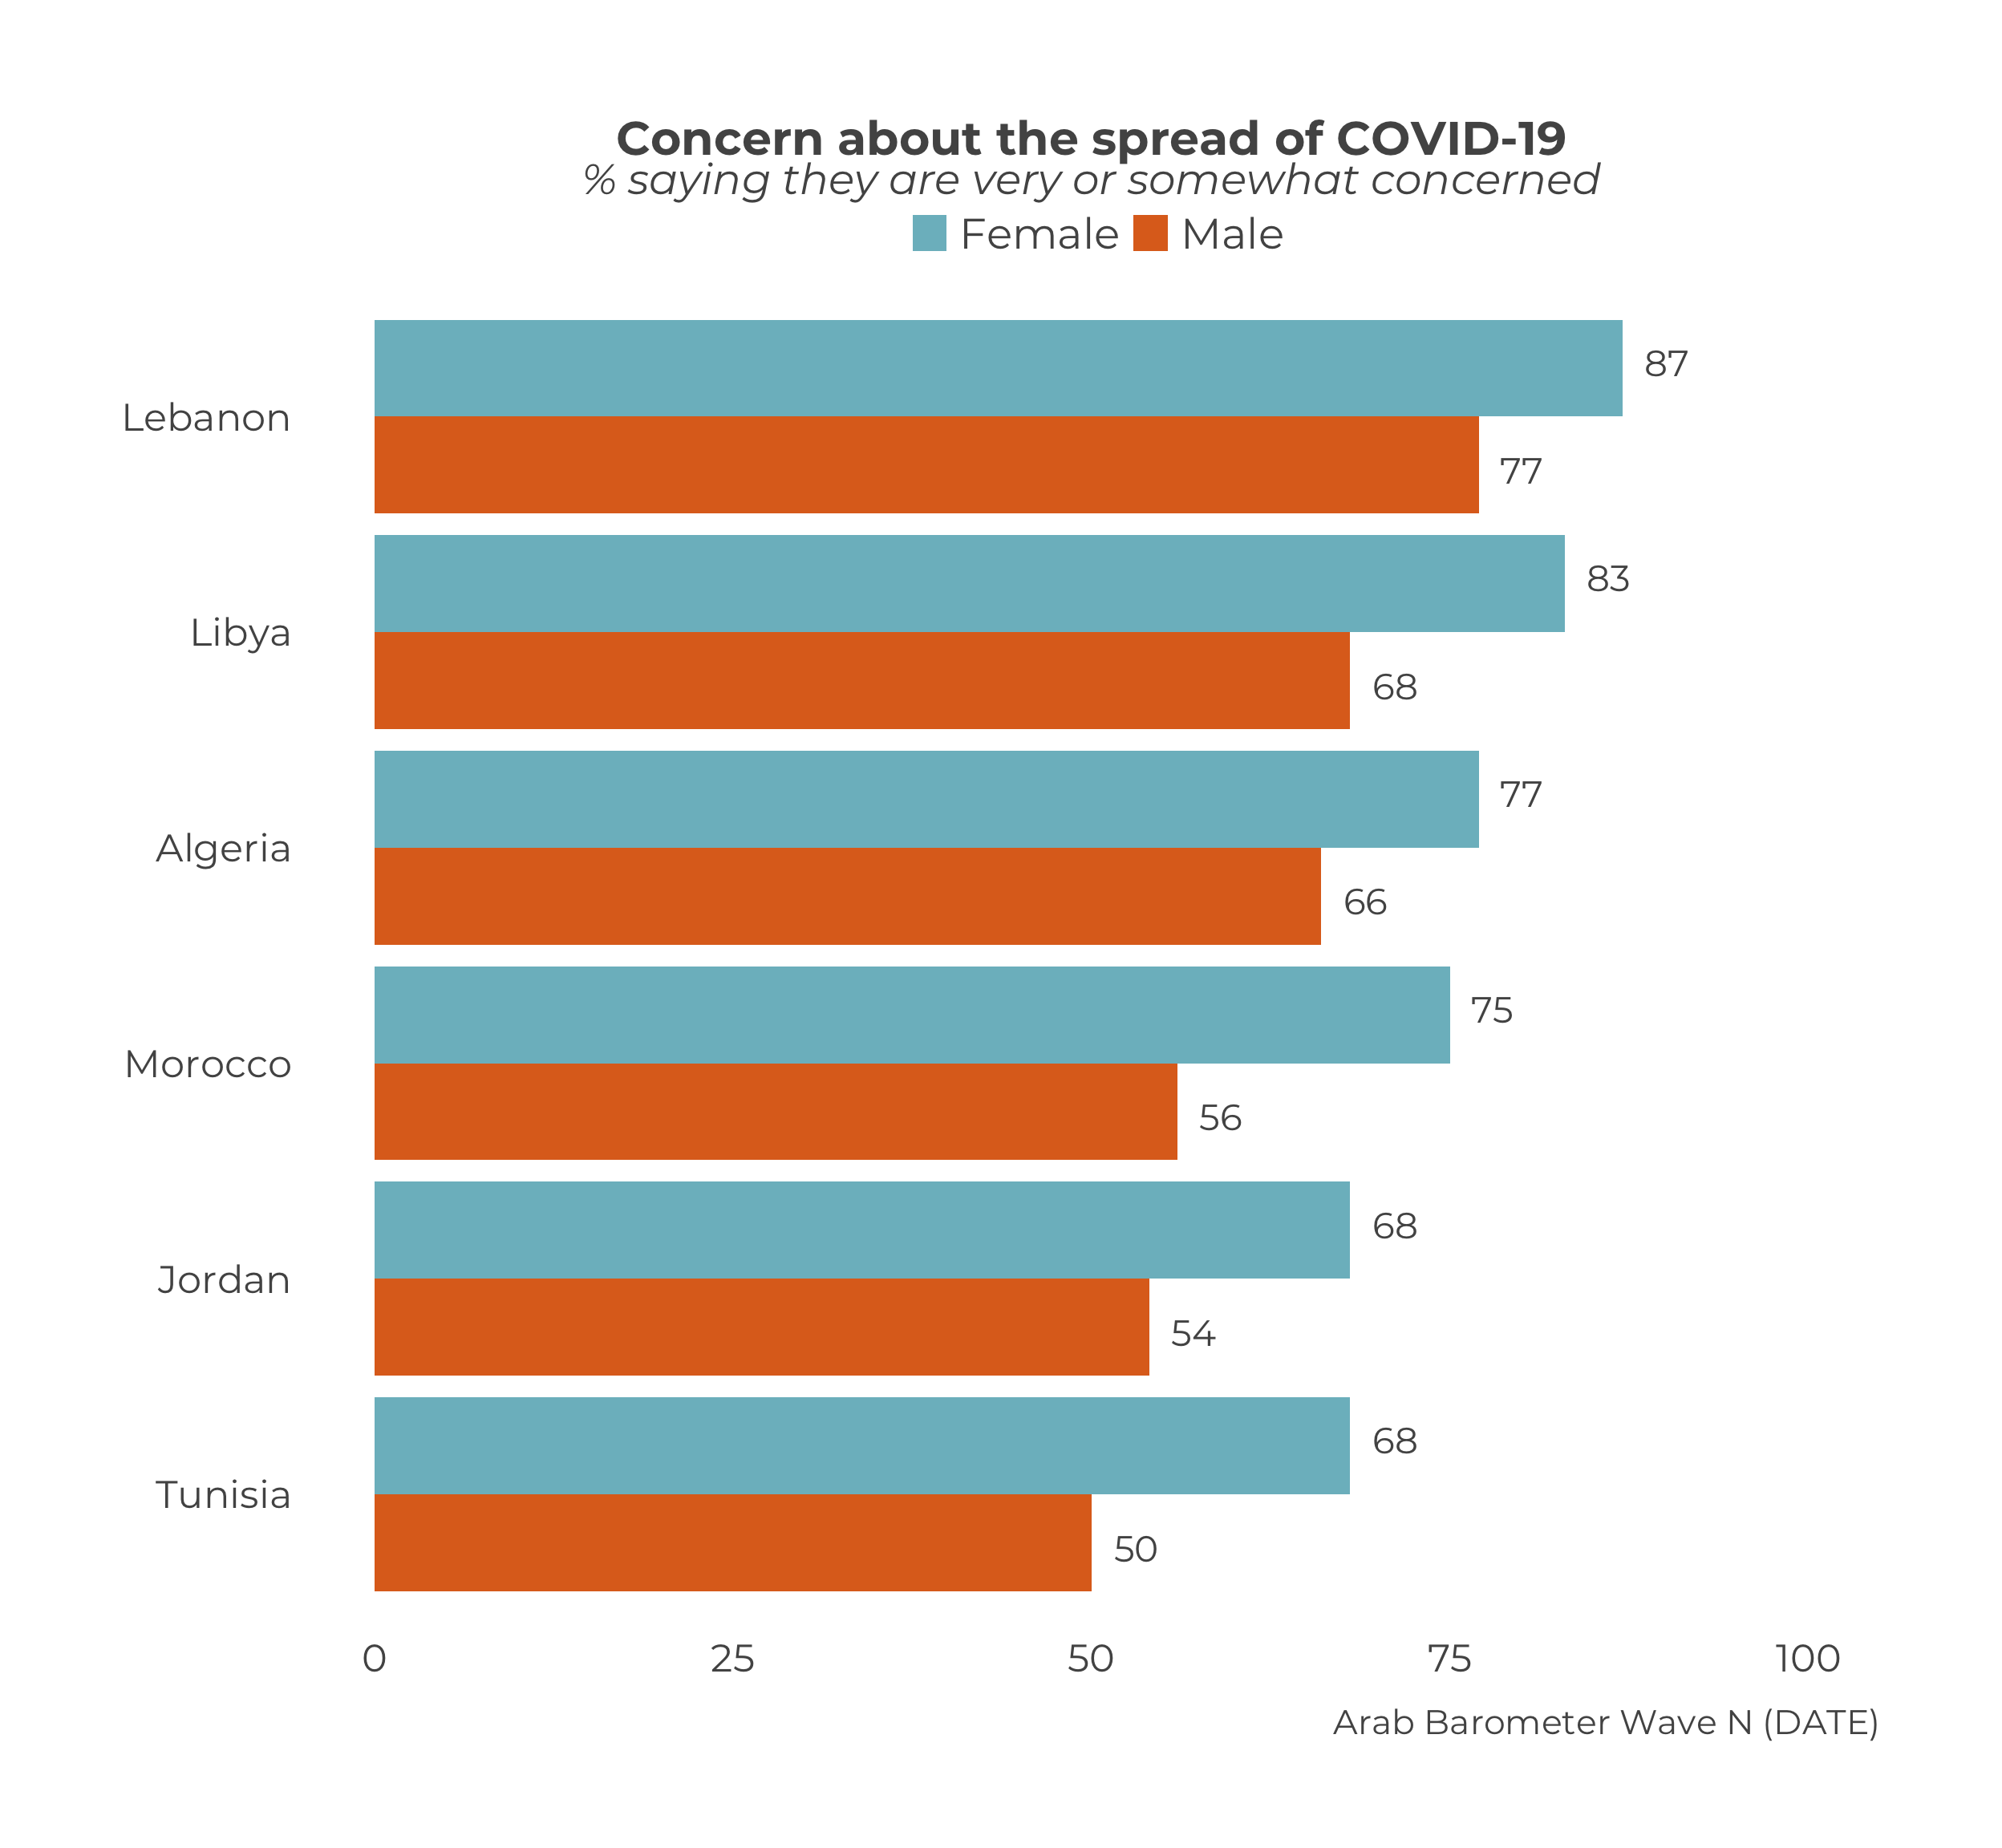 Concern about the spread of COVID-19
% saying they are very or somewhat concerned
Female Male
Lebanon
87
77
Libya
83
68
Algeria
77
66
Morocco
75
56
Jordan
68
54
Tunisia
68
50
0 25 50 75 100
Arab Barometer Wave N (DATE)